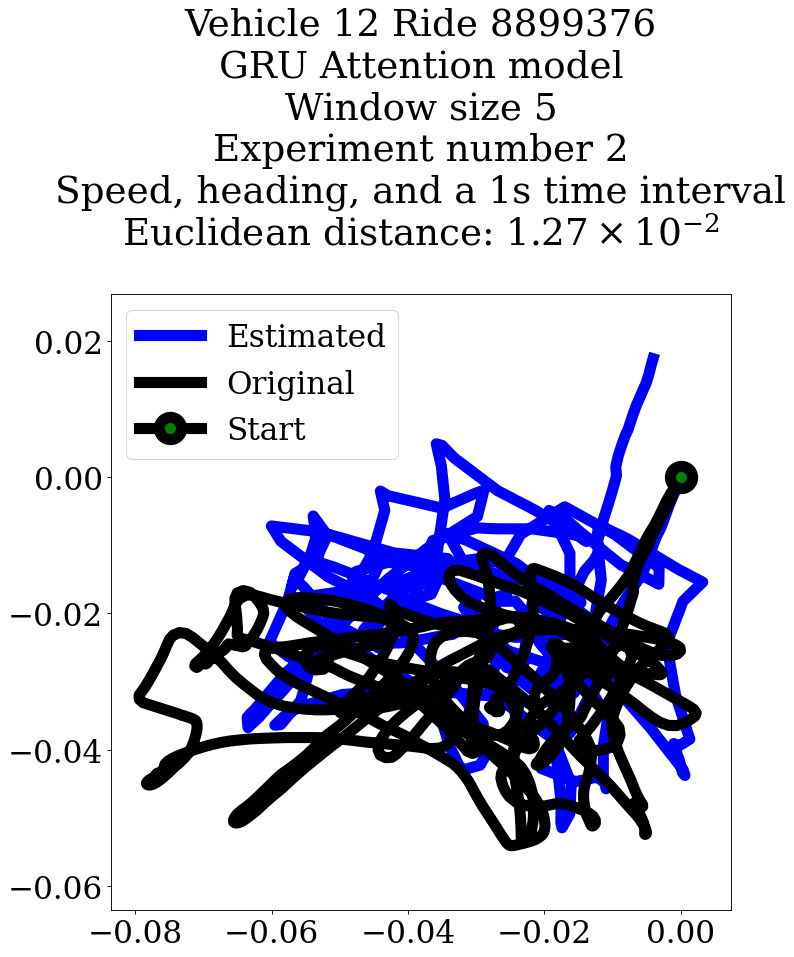 Vehicle 12 Ride 8899376
GRU Attention model
Window size 5
Experiment number 2
Speed, heading, and a 1s time interval
Euclidean distance: 1.27 × 10⁻²
Estimated
Original
Start
0.02
0.00
−0.02
−0.04
−0.06
−0.08 −0.06 −0.04 −0.02 0.00